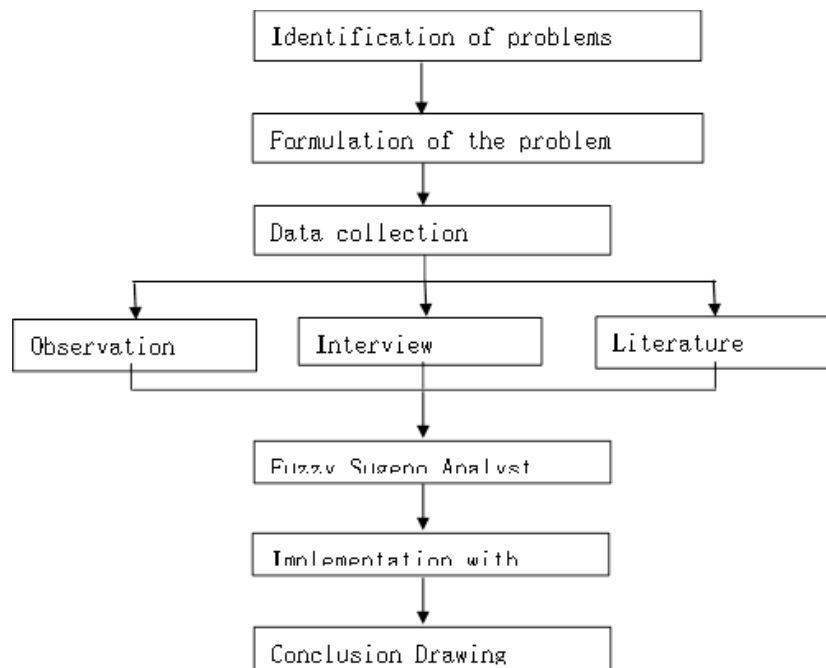 Identification of problems
Formulation of the problem
Data collection
Observation
Interview
Literature
Fuzzy Sugeno Analyst
Implementation with
Conclusion Drawing